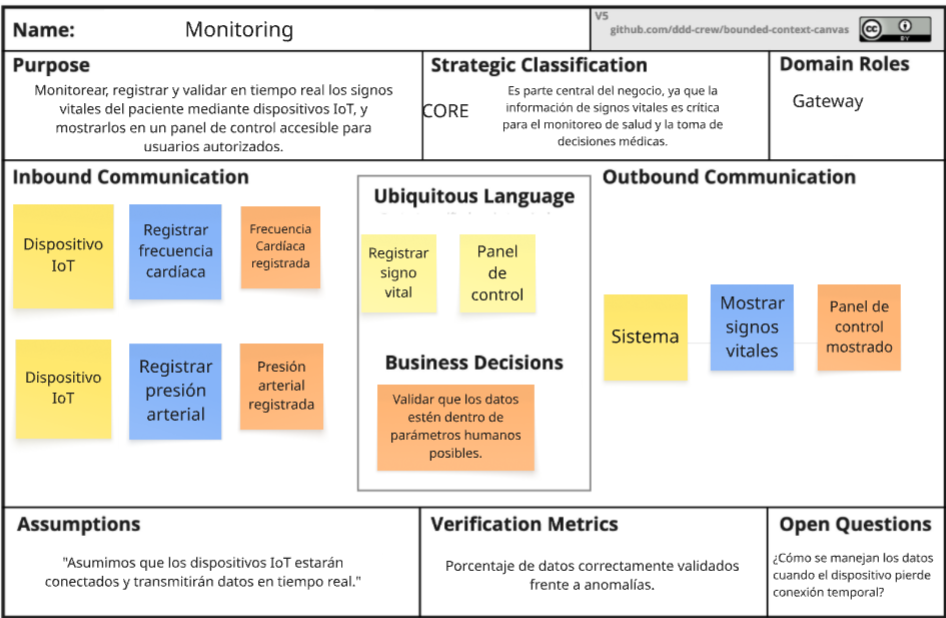 Name:
Monitoring
V5
github.com/ddd-crew/bounded-context-canvas
cc
BY
Purpose
Monitorear, registrar y validar en tiempo real los signos
vitales del paciente mediante dispositivos IoT, y
mostrarlos en un panel de control accesible para
usuarios autorizados.
Strategic Classification
CORE
Es parte central del negocio, ya que la
información de signos vitales es crítica
para el monitoreo de salud y la toma de
decisiones médicas.
Domain Roles
Gateway
Inbound Communication
Dispositivo
IoT
Registrar
frecuencia
cardíaca
Frecuencia
Cardíaca
registrada
Dispositivo
IoT
Registrar
presión
arterial
Presión
arterial
registrada
Ubiquitous Language
Registrar
signo
vital
Panel
de
control
Business Decisions
Validar que los datos
estén dentro de
parámetros humanos
posibles.
Outbound Communication
Sistema
Mostrar
signos
vitales
Panel de
control
mostrado
Assumptions
"Asumimos que los dispositivos IoT estarán
conectados y transmitirán datos en tiempo real."
Verification Metrics
Porcentaje de datos correctamente validados
frente a anomalías.
Open Questions
¿Cómo se manejan los datos
cuando el dispositivo pierde
conexión temporal?